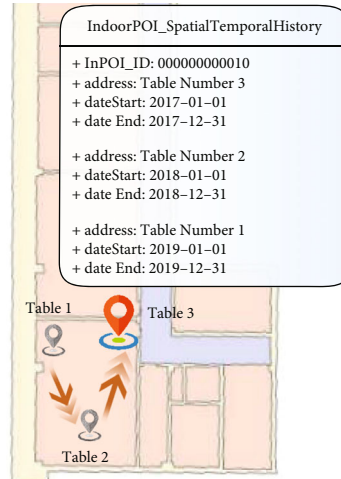 IndoorPOI_SpatialTemporalHistory
+ InPOI_ID: 000000000010
+ address: Table Number 3
+ dateStart: 2017–01–01
+ date End: 2017–12–31
+ address: Table Number 2
+ dateStart: 2018–01–01
+ date End: 2018–12–31
+ address: Table Number 1
+ dateStart: 2019–01–01
+ date End: 2019–12–31
Table 1
Table 3
Table 2